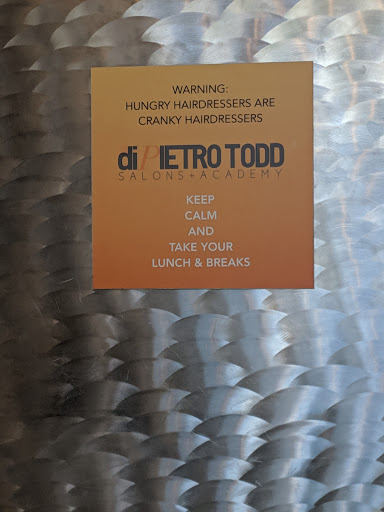 WARNING:
HUNGRY HAIRDRESSERS ARE
CRANKY HAIRDRESSERS
diPIETRO TODD
SALONS+ACADEMY
KEEP
CALM
AND
TAKE YOUR
LUNCH & BREAKS